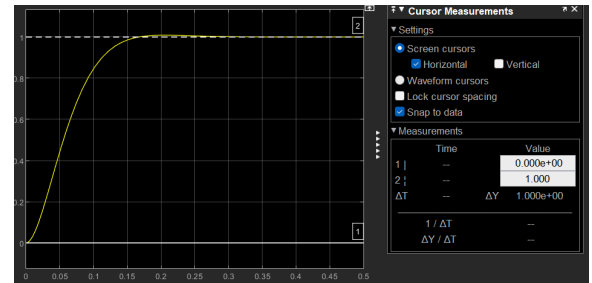 2
1
0.8
0.6
0.4
0.2
0
1
0 0.05 0.1 0.15 0.2 0.25 0.3 0.35 0.4 0.45 0.5
Cursor Measurements
Settings
Screen cursors
Horizontal Vertical
Waveform cursors
Lock cursor spacing
Snap to data
Measurements
Time Value
1 | -- 0.000e+00
2 ¦ -- 1.000
ΔT -- ΔY 1.000e+00
1 / ΔT --
ΔY / ΔT --